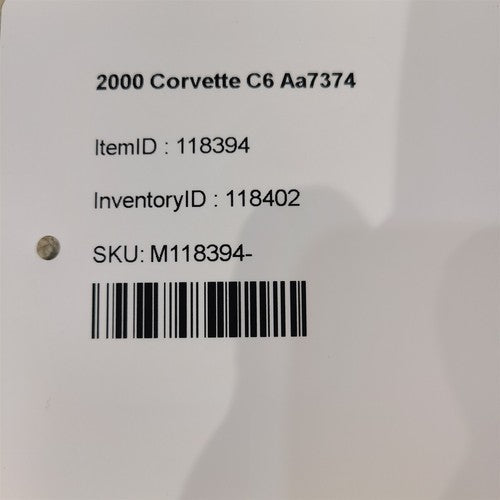 2000 Corvette C6 Aa7374
ItemID : 118394
InventoryID : 118402
SKU: M118394-